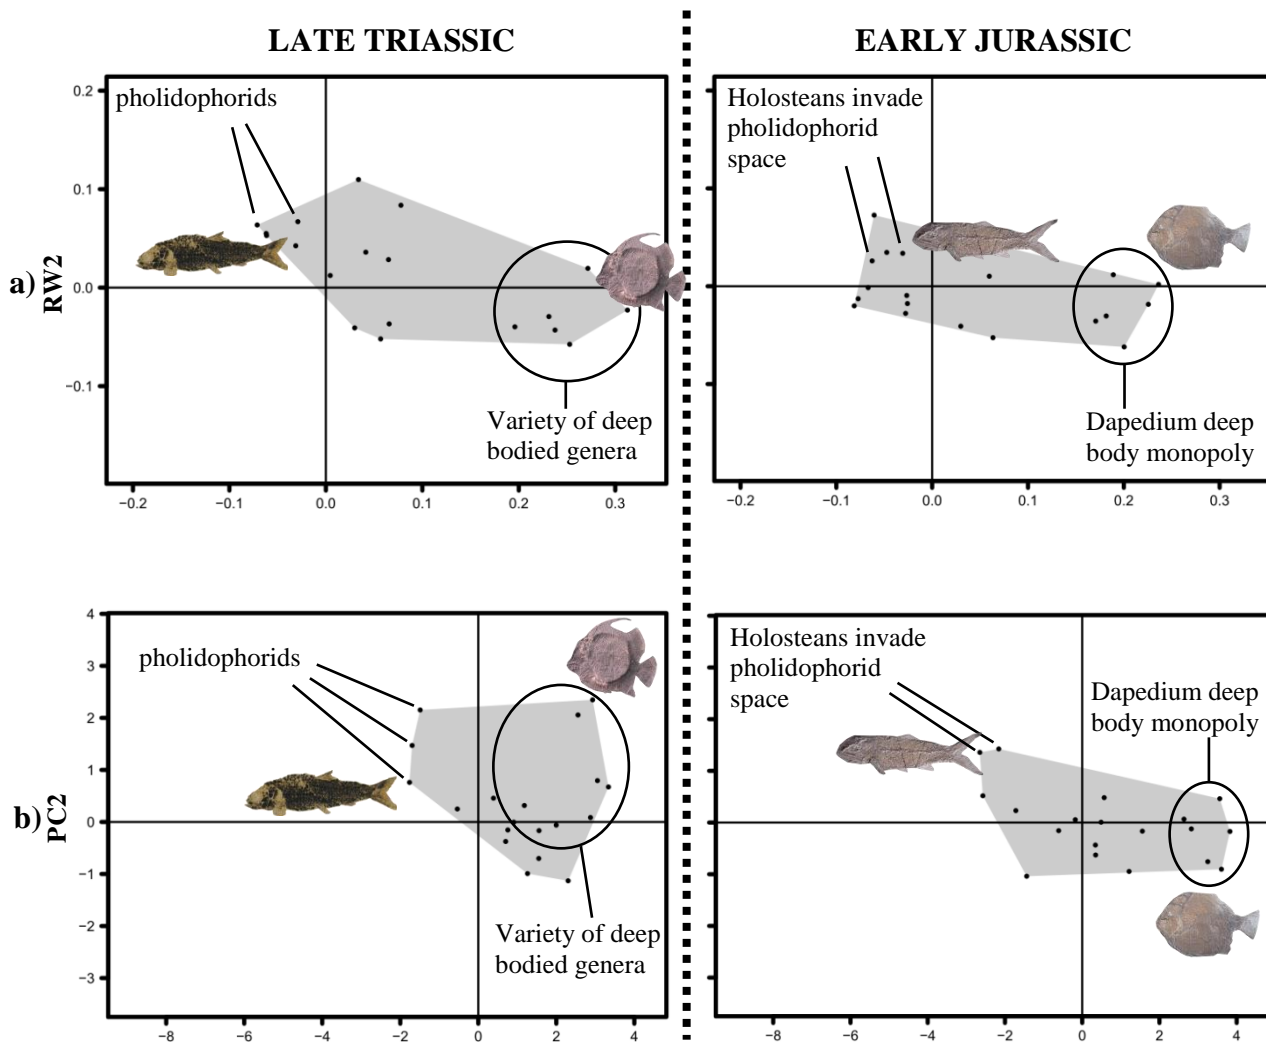 LATE TRIASSIC
EARLY JURASSIC
a)
RW2
0.2
0.1
0.0
−0.1
pholidophorids
Variety of deep
bodied genera
−0.2
−0.1
0.0
0.1
0.2
0.3
Holosteans invade
pholidophorid
space
Dapedium deep
body monopoly
−0.2
−0.1
0.0
0.1
0.2
0.3
b)
PC2
4
3
2
1
0
−1
−2
−3
pholidophorids
Variety of deep
bodied genera
−8
−6
−4
−2
0
2
4
Holosteans invade
pholidophorid
space
Dapedium deep
body monopoly
−8
−6
−4
−2
0
2
4